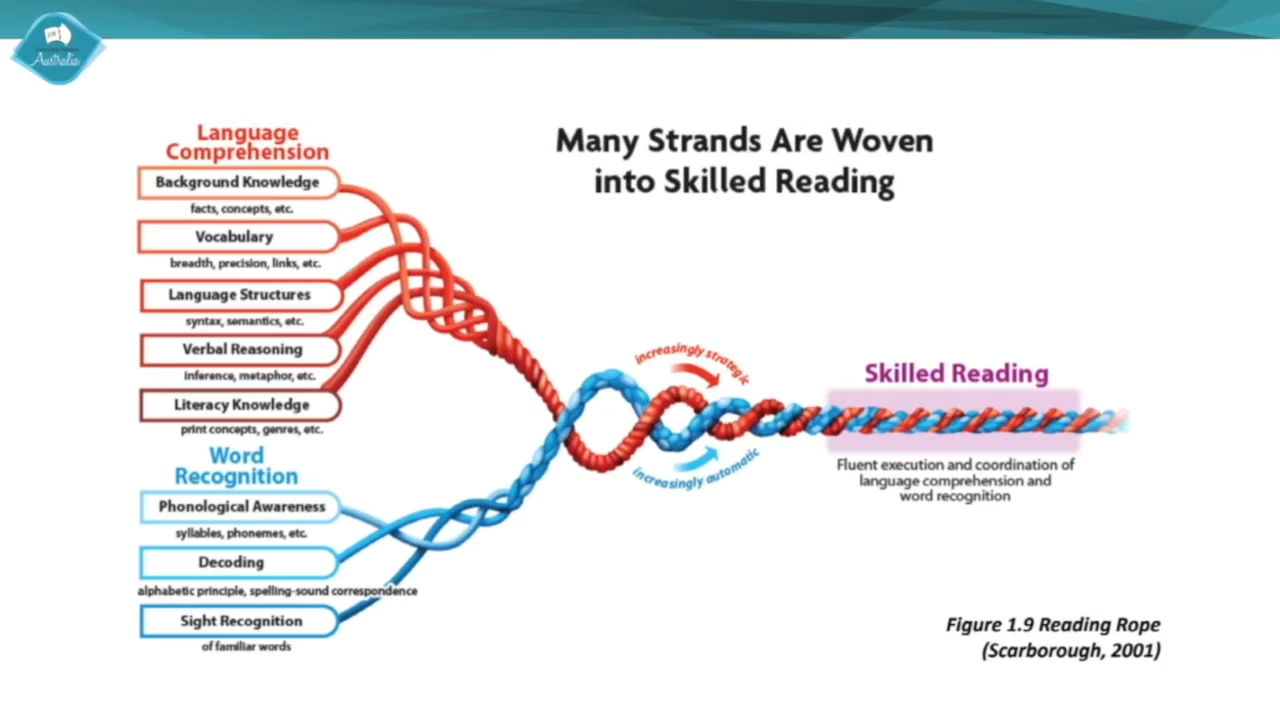 Australia
Many Strands Are Woven
into Skilled Reading
Language
Comprehension
Background Knowledge
facts, concepts, etc.
Vocabulary
breadth, precision, links, etc.
Language Structures
syntax, semantics, etc.
Verbal Reasoning
inference, metaphor, etc.
Literacy Knowledge
print concepts, genres, etc.
Word
Recognition
Phonological Awareness
syllables, phonemes, etc.
Decoding
alphabetic principle, spelling-sound correspondence
Sight Recognition
of familiar words
increasingly strategic
increasingly automatic
Skilled Reading
Fluent execution and coordination of
language comprehension and
word recognition
Figure 1.9 Reading Rope
(Scarborough, 2001)